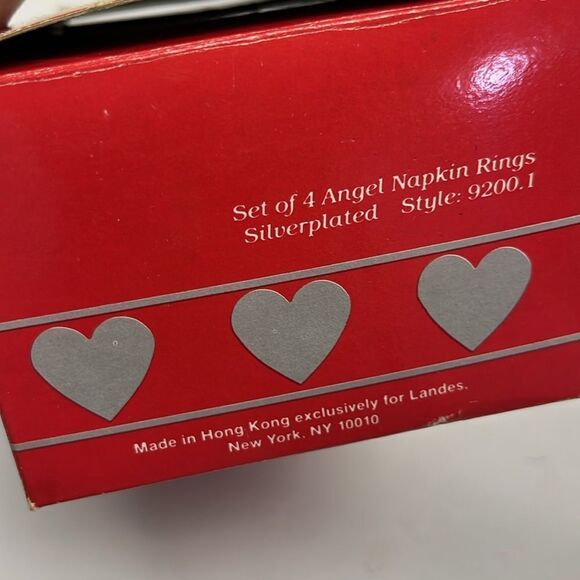 Set of 4 Angel Napkin Rings
Silverplated Style: 9200.1
Made in Hong Kong exclusively for Landes,
New York, NY 10010